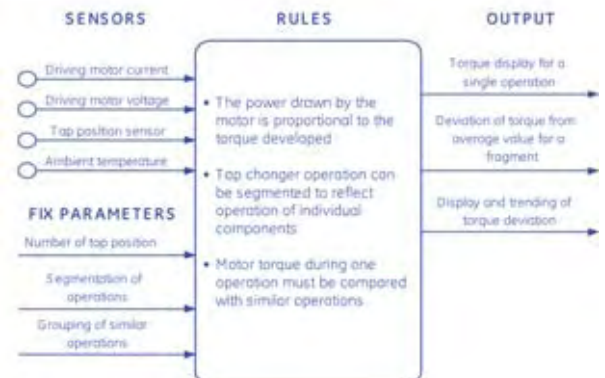 SENSORS
Driving motor current
Driving motor voltage
Tap position sensor
Ambient temperature
FIX PARAMETERS
Number of tap position
Segmentation of
operations
Grouping of similar
operations
RULES
• The power drawn by the
motor is proportional to the
torque developed
• Tap changer operation can
be segmented to reflect
operation of individual
components
• Motor torque during one
operation must be compared
with similar operations
OUTPUT
Torque display for a
single operation
Deviation of torque from
average value for a
fragment
Display and trending of
torque deviation